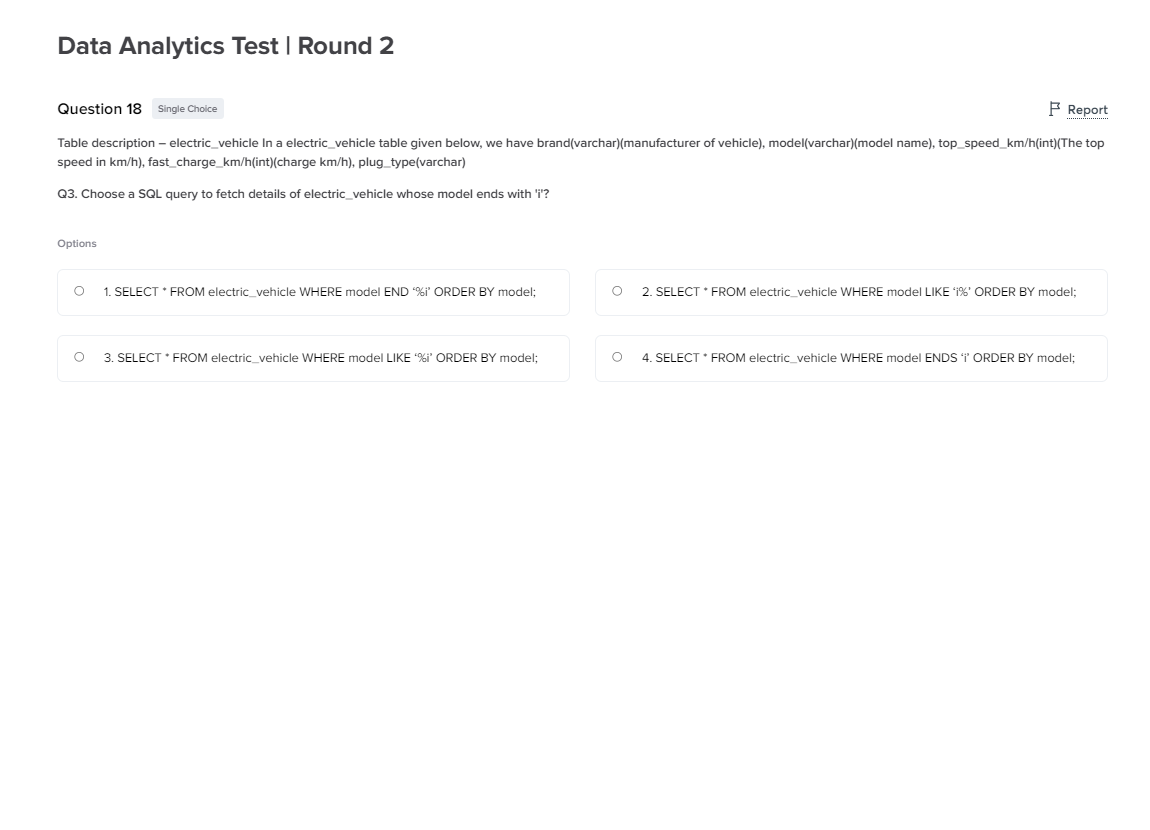 Data Analytics Test | Round 2
Question 18 Single Choice Report
Table description – electric_vehicle In a electric_vehicle table given below, we have brand(varchar)(manufacturer of vehicle), model(varchar)(model name), top_speed_km/h(int)(The top
speed in km/h), fast_charge_km/h(int)(charge km/h), plug_type(varchar)
Q3. Choose a SQL query to fetch details of electric_vehicle whose model ends with 'i'?
Options
1. SELECT * FROM electric_vehicle WHERE model END ‘%i’ ORDER BY model;
2. SELECT * FROM electric_vehicle WHERE model LIKE ‘i%’ ORDER BY model;
3. SELECT * FROM electric_vehicle WHERE model LIKE ‘%i’ ORDER BY model;
4. SELECT * FROM electric_vehicle WHERE model ENDS ‘i’ ORDER BY model;